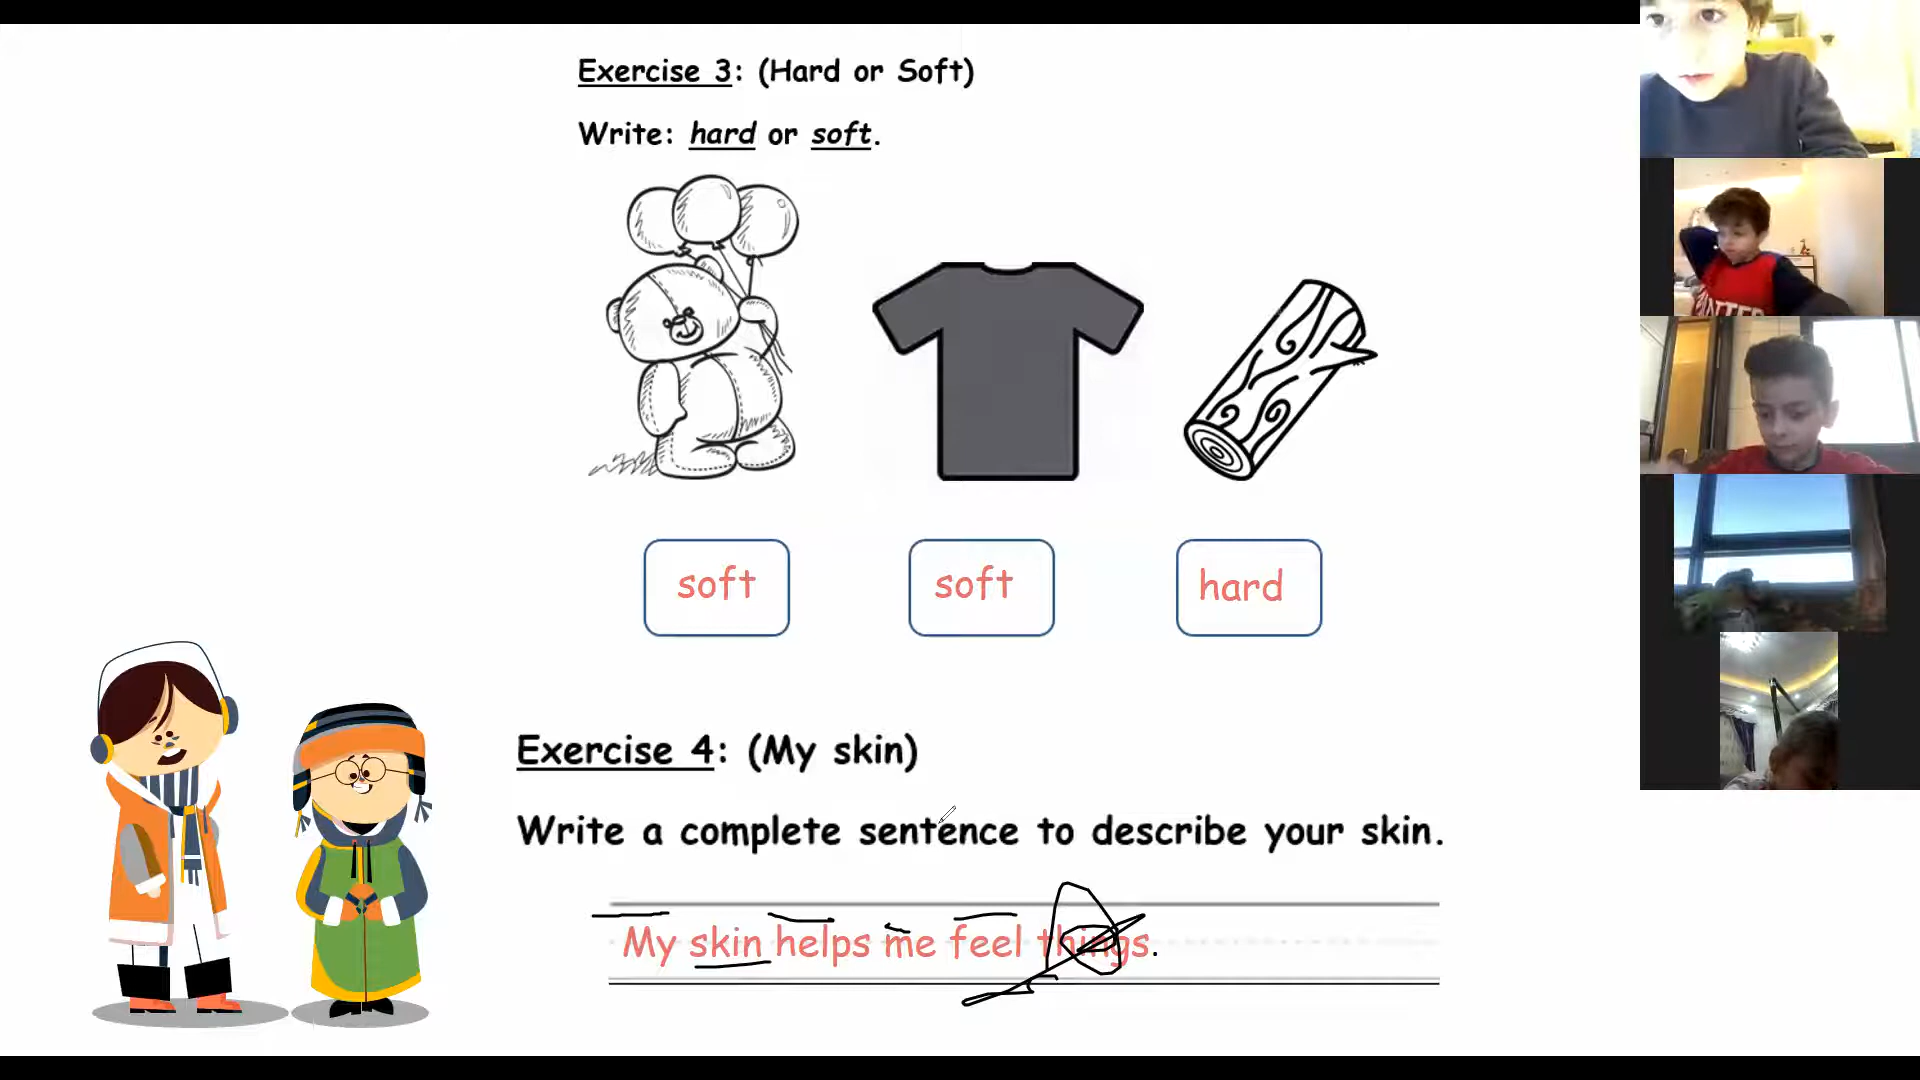 Exercise 3: (Hard or Soft)
Write: hard or soft.
soft soft hard
Exercise 4: (My skin)
Write a complete sentence to describe your skin.
My skin helps me feel things.